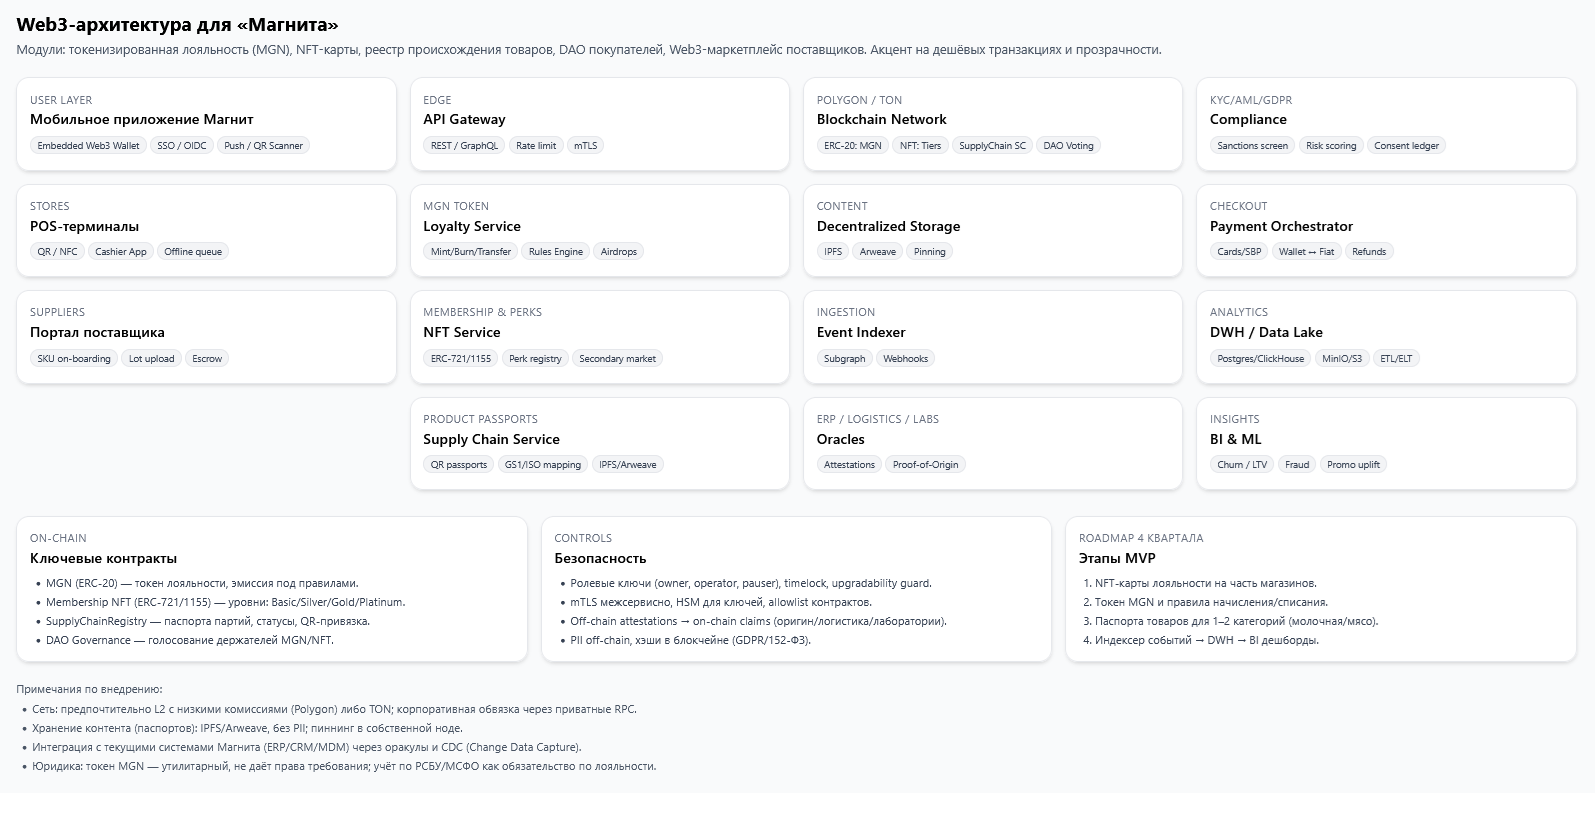 Web3-архитектура для «Магнита»
Модули: токенизированная лояльность (MGN), NFT-карты, реестр происхождения товаров, DAO покупателей, Web3-маркетплейс поставщиков. Акцент на дешёвых транзакциях и прозрачности.
USER LAYER
Мобильное приложение Магнит
Embedded Web3 Wallet SSO / OIDC Push / QR Scanner
EDGE
API Gateway
REST / GraphQL Rate limit mTLS
POLYGON / TON
Blockchain Network
ERC-20: MGN NFT: Tiers SupplyChain SC DAO Voting
KYC/AML/GDPR
Compliance
Sanctions screen Risk scoring Consent ledger
STORES
POS-терминалы
QR / NFC Cashier App Offline queue
MGN TOKEN
Loyalty Service
Mint/Burn/Transfer Rules Engine Airdrops
CONTENT
Decentralized Storage
IPFS Arweave Pinning
CHECKOUT
Payment Orchestrator
Cards/SBP Wallet ↔ Fiat Refunds
SUPPLIERS
Портал поставщика
SKU on-boarding Lot upload Escrow
MEMBERSHIP & PERKS
NFT Service
ERC-721/1155 Perk registry Secondary market
INGESTION
Event Indexer
Subgraph Webhooks
ANALYTICS
DWH / Data Lake
Postgres/ClickHouse MinIO/S3 ETL/ELT
PRODUCT PASSPORTS
Supply Chain Service
QR passports GS1/ISO mapping IPFS/Arweave
ERP / LOGISTICS / LABS
Oracles
Attestations Proof-of-Origin
INSIGHTS
BI & ML
Churn / LTV Fraud Promo uplift
ON-CHAIN
Ключевые контракты
• MGN (ERC-20) — токен лояльности, эмиссия под правилами.
• Membership NFT (ERC-721/1155) — уровни: Basic/Silver/Gold/Platinum.
• SupplyChainRegistry — паспорта партий, статусы, QR-привязка.
• DAO Governance — голосование держателей MGN/NFT.
CONTROLS
Безопасность
• Ролевые ключи (owner, operator, pauser), timelock, upgradability guard.
• mTLS межсервисно, HSM для ключей, allowlist контрактов.
• Off-chain attestations → on-chain claims (оригин/логистика/лаборатории).
• PII off-chain, хэши в блокчейне (GDPR/152-ФЗ).
ROADMAP 4 КВАРТАЛА
Этапы MVP
1. NFT-карты лояльности на часть магазинов.
2. Токен MGN и правила начисления/списания.
3. Паспорта товаров для 1–2 категорий (молочная/мясо).
4. Индексер событий → DWH → BI дешборды.
Примечания по внедрению:
• Сеть: предпочтительно L2 с низкими комиссиями (Polygon) либо TON; корпоративная обвязка через приватные RPC.
• Хранение контента (паспортов): IPFS/Arweave, без PII; пиннинг в собственной ноде.
• Интеграция с текущими системами Магнита (ERP/CRM/MDM) через оракулы и CDC (Change Data Capture).
• Юридика: токен MGN — утилитарный, не даёт права требования; учёт по РСБУ/МСФО как обязательство по лояльности.